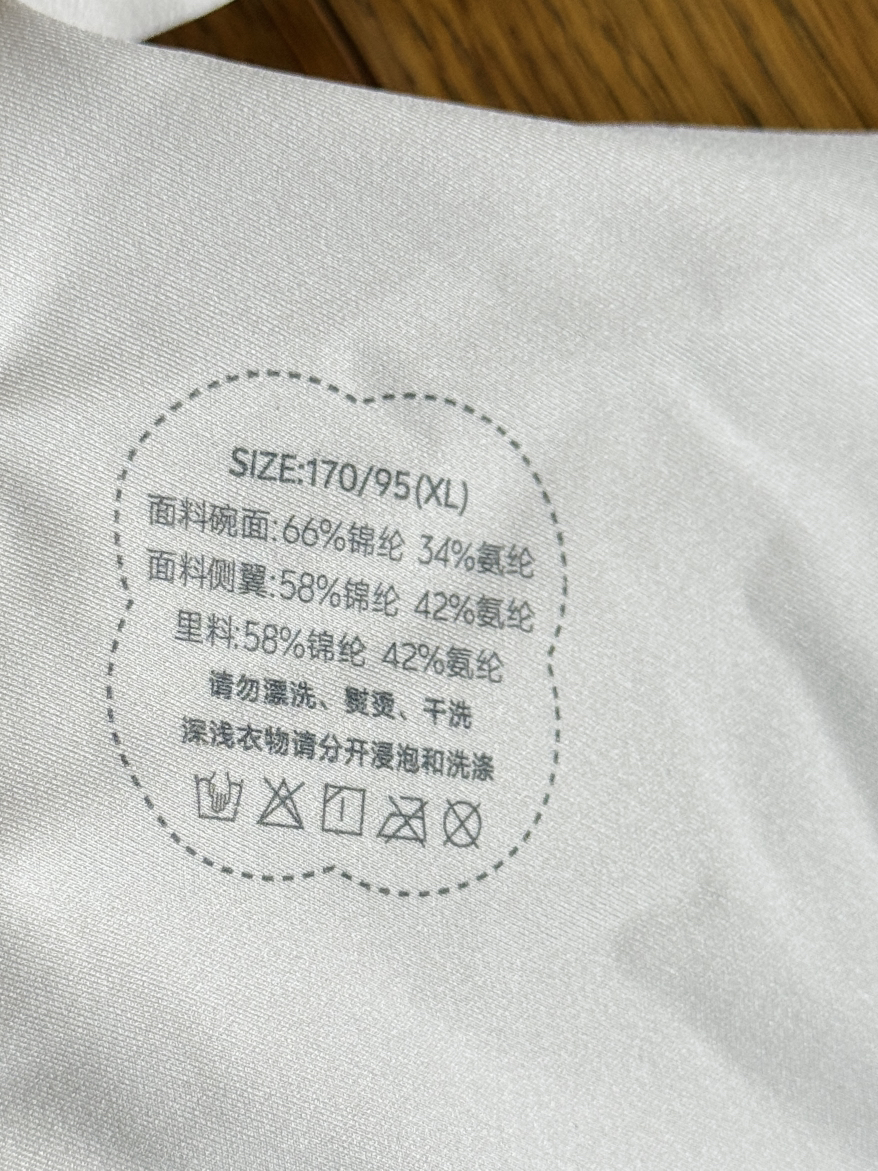 SIZE:170/95(XL)
面料碗面:66%锦纶 34%氨纶
面料侧翼:58%锦纶 42%氨纶
里料:58%锦纶 42%氨纶
请勿漂洗、熨烫、干洗
深浅衣物请分开浸泡和洗涤